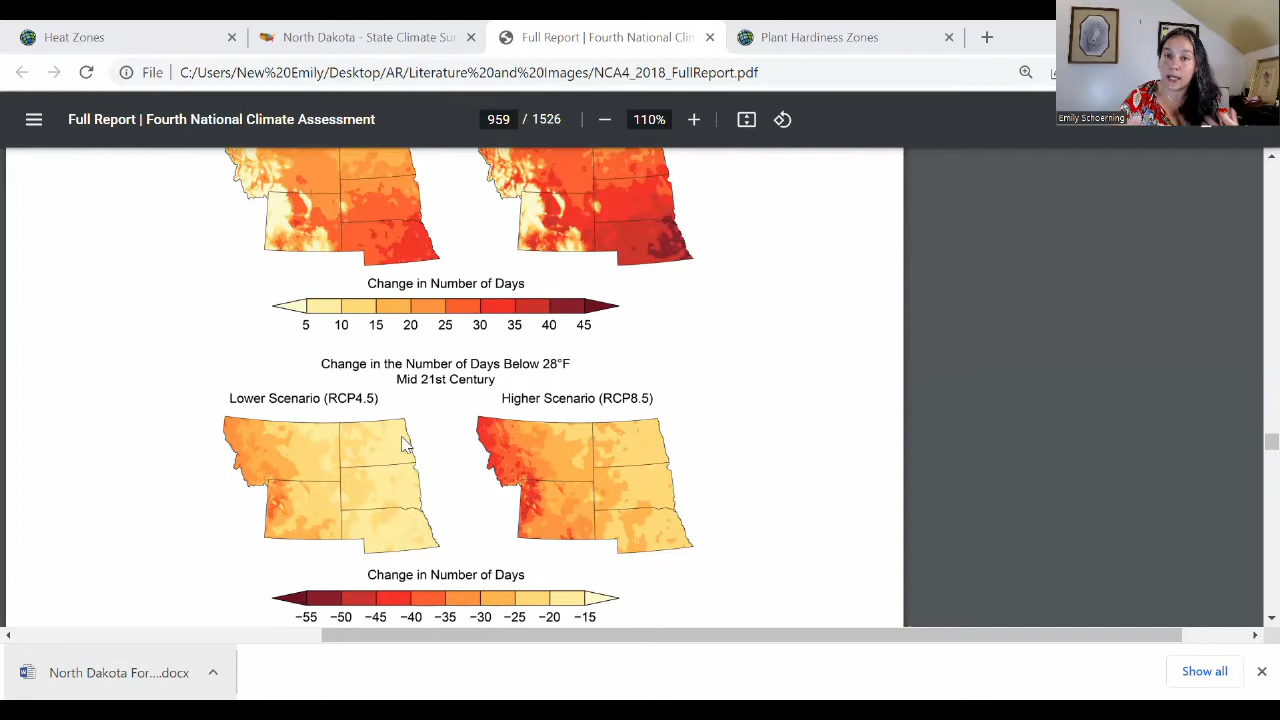 Heat Zones
North Dakota - State Climate Sur
Full Report | Fourth National Clim
Plant Hardiness Zones
File
C:/Users/New%20Emily/Desktop/AR/Literature%20and%20Images/NCA4_2018_FullReport.pdf
Emily Schoerning
Full Report | Fourth National Climate Assessment
959 / 1526
110%
Change in Number of Days
5 10 15 20 25 30 35 40 45
Change in the Number of Days Below 28°F
Mid 21st Century
Lower Scenario (RCP4.5)
Higher Scenario (RCP8.5)
Change in Number of Days
−55 −50 −45 −40 −35 −30 −25 −20 −15
North Dakota For....docx
Show all